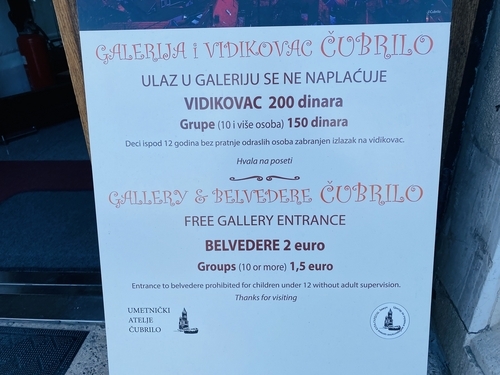 GALERIJA i VIDIKOVAC ČUBRILO
ULAZ U GALERIJU SE NE NAPLAĆUJE
VIDIKOVAC 200 dinara
Grupe (10 i više osoba) 150 dinara
Deci ispod 12 godina bez pratnje odraslih osoba zabranjen izlazak na vidikovac.
Hvala na poseti
GALLERY & BELVEDERE ČUBRILO
FREE GALLERY ENTRANCE
BELVEDERE 2 euro
Groups (10 or more) 1,5 euro
Entrance to belvedere prohibited for children under 12 without adult supervision.
Thanks for visiting
UMETNIČKI
ATELJE
ČUBRILO